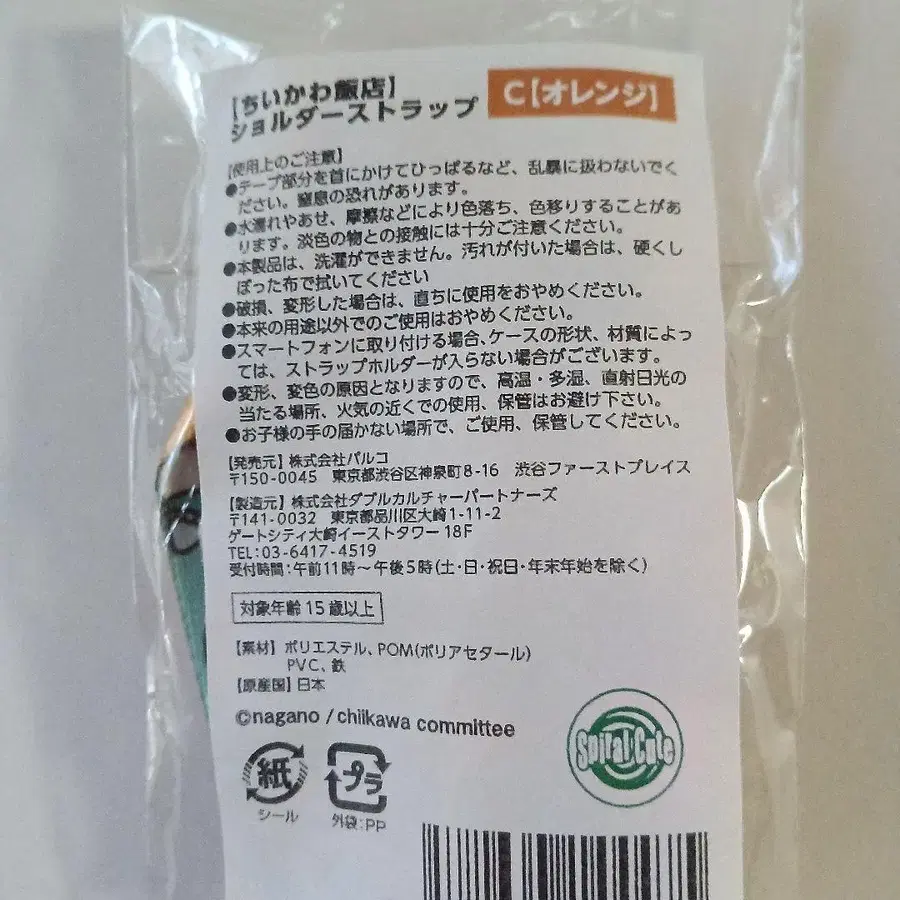 【ちいかわ飯店】
ショルダーストラップ
C【オレンジ】
【使用上のご注意】
●テープ部分を首にかけてひっぱるなど、乱暴に扱わないでく
ださい。窒息の恐れがあります。
●水濡れやあせ、摩擦などにより色落ち、色移りすることがあ
ります。淡色の物との接触には十分ご注意ください。
●本製品は、洗濯ができません。汚れが付いた場合は、硬くし
ぼった布で拭いてください
●破損、変形した場合は、直ちに使用をおやめください。
●本来の用途以外でのご使用はおやめください。
●スマートフォンに取り付ける場合、ケースの形状、材質によっ
ては、ストラップホルダーが入らない場合がございます。
●変形、変色の原因となりますので、高温・多湿、直射日光の
当たる場所、火気の近くでの使用、保管はお避け下さい。
●お子様の手の届かない場所で、ご使用、保管してください。
【発売元】株式会社パルコ
〒150-0045 東京都渋谷区神泉町8-16 渋谷ファーストプレイス
【製造元】株式会社ダブルカルチャーパートナーズ
〒141-0032 東京都品川区大崎1-11-2
ゲートシティ大崎イーストタワー 18F
TEL:03-6417-4519
受付時間:午前11時～午後5時(土・日・祝日・年末年始を除く)
対象年齢15歳以上
【素材】ポリエステル、POM(ポリアセタール)
PVC、鉄
【原産国】日本
©nagano / chiikawa committee
Spiral Cute
紙
プラ
シール
外袋:PP